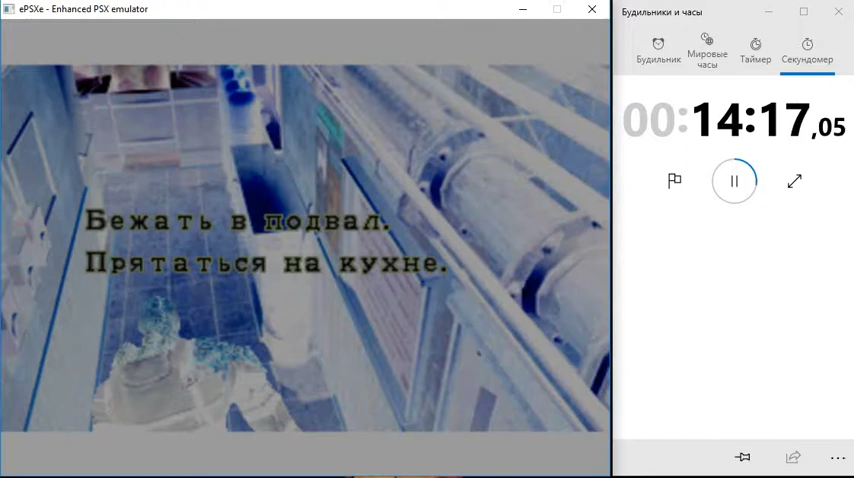 ePSXe - Enhanced PSX emulator
Бежать в подвал.
Прятаться на кухне.
Будильники и часы
Будильник
Мировые
часы
Таймер
Секундомер
00:14:17,05